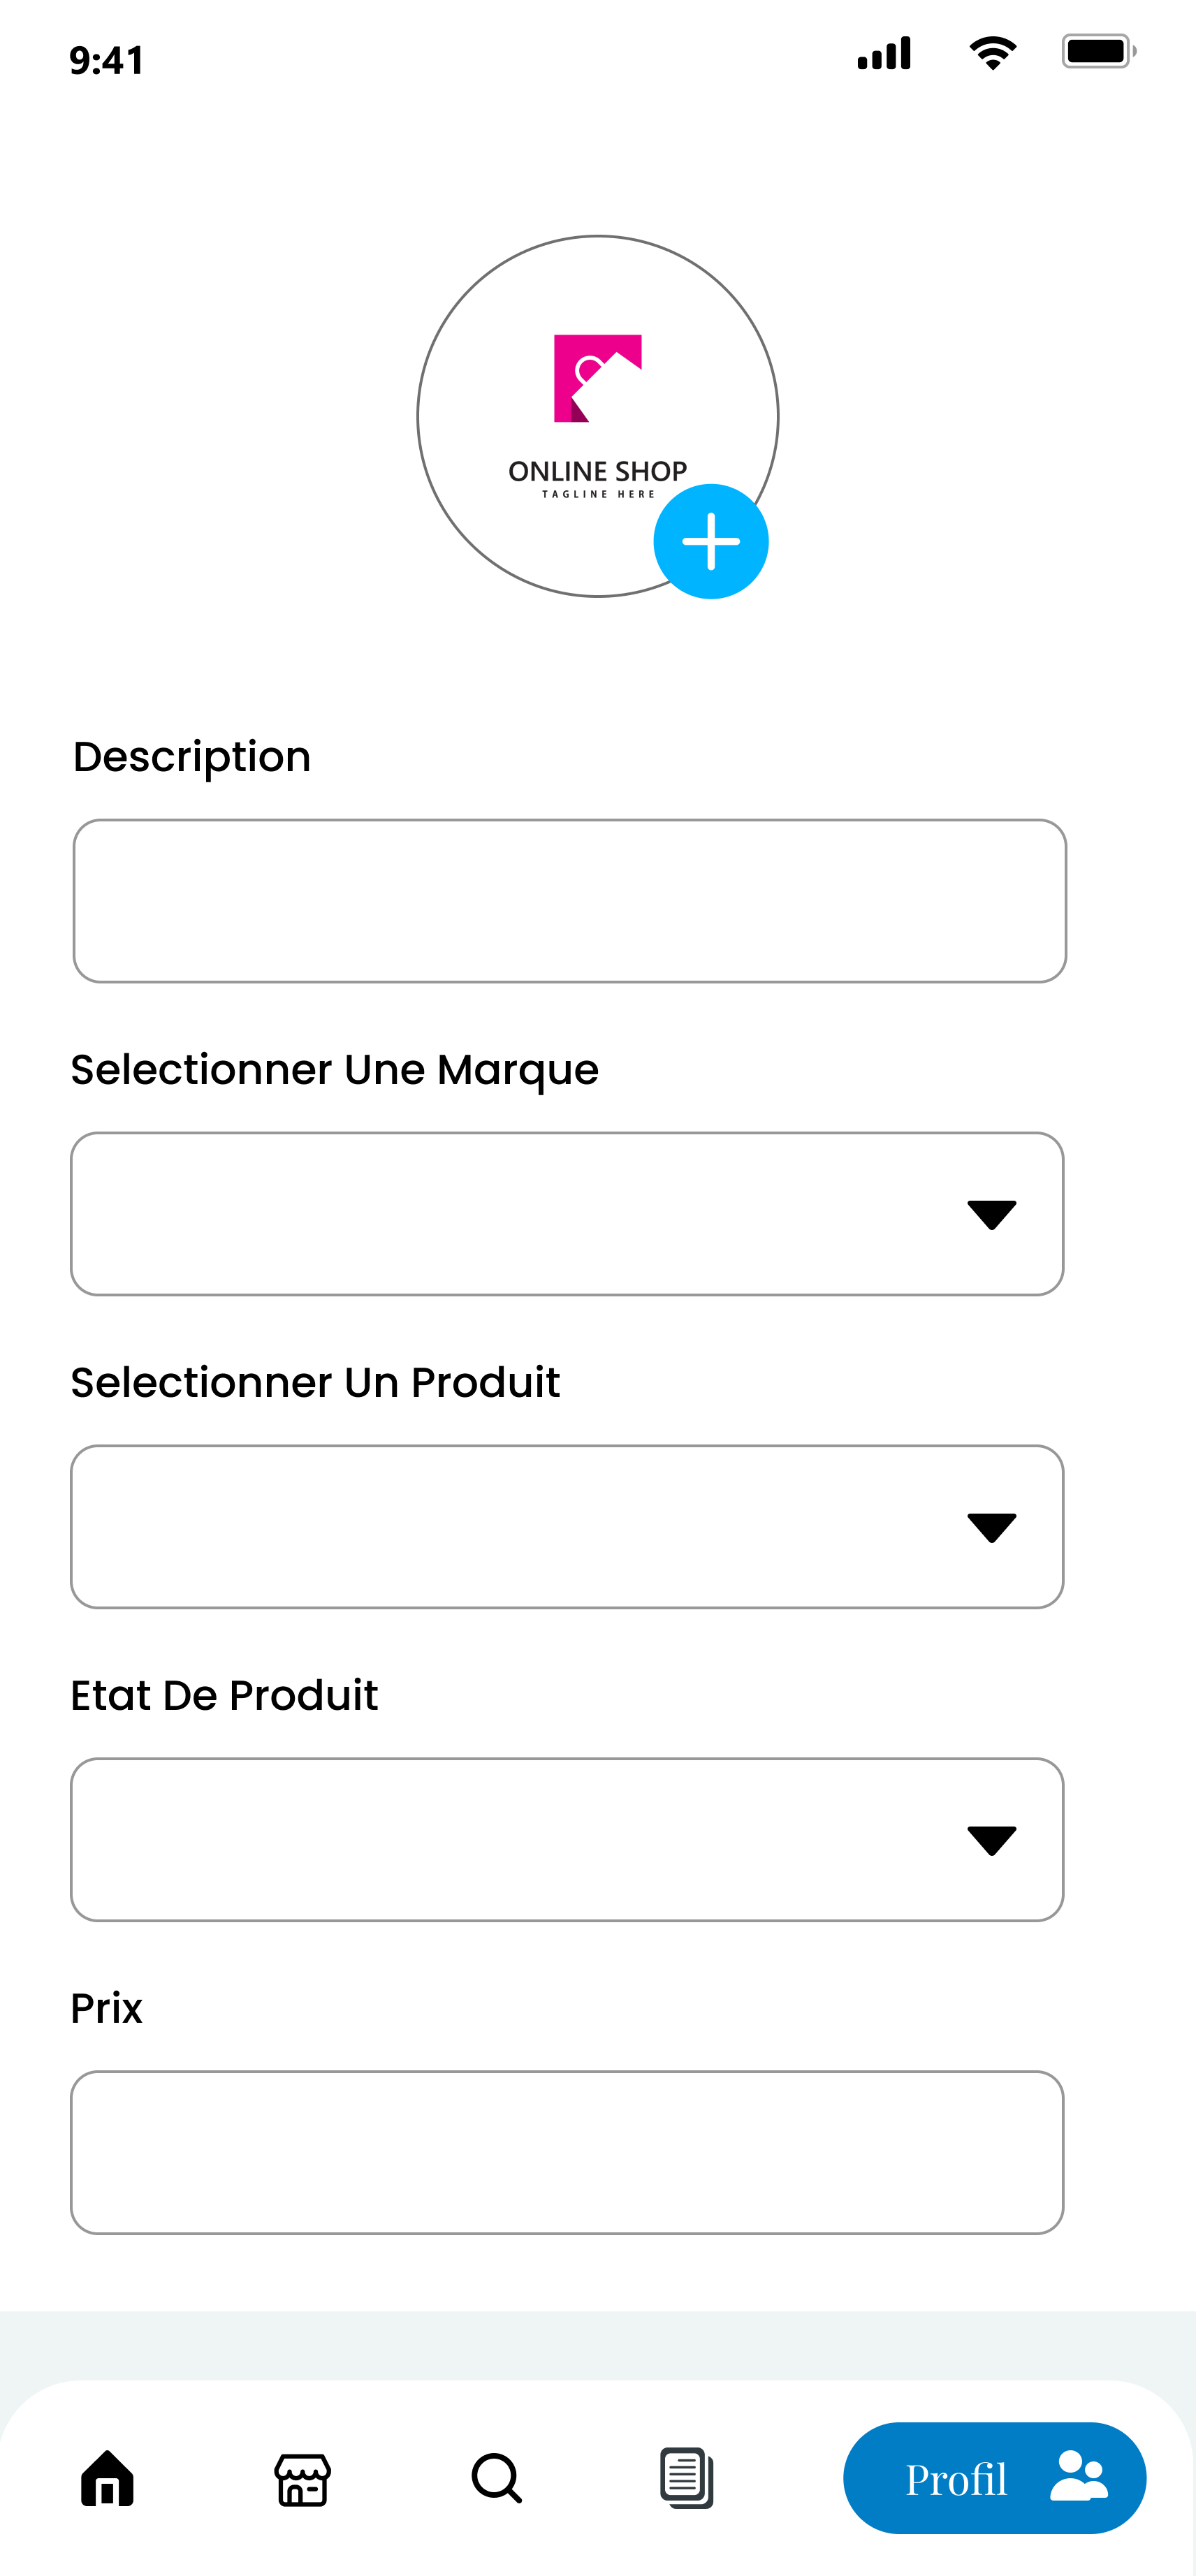 9:41
ONLINE SHOP
TAGLINE HERE
Description
Selectionner Une Marque
Selectionner Un Produit
Etat De Produit
Prix
Profil